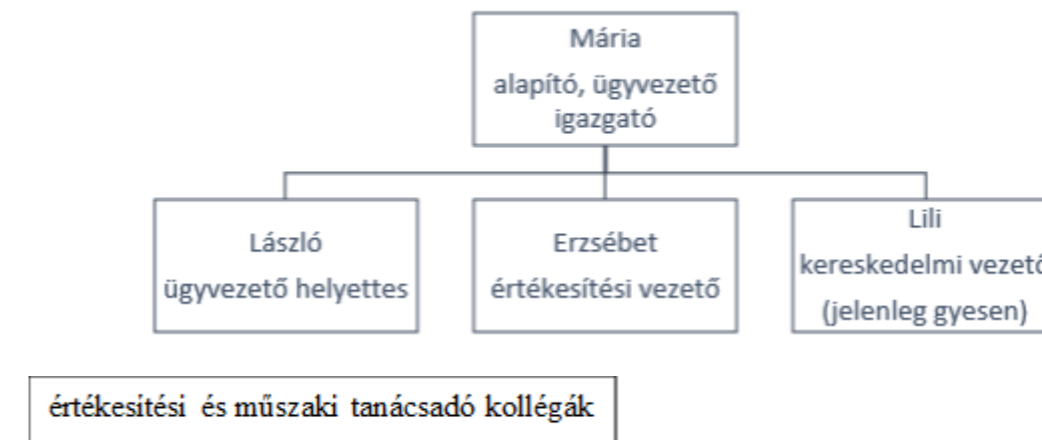 Mária
alapító, ügyvezető
igazgató
László
ügyvezető helyettes
Erzsébet
értékesítési vezető
Lili
kereskedelmi vezető
(jelenleg gyesen)
értékesítési és műszaki tanácsadó kollégák